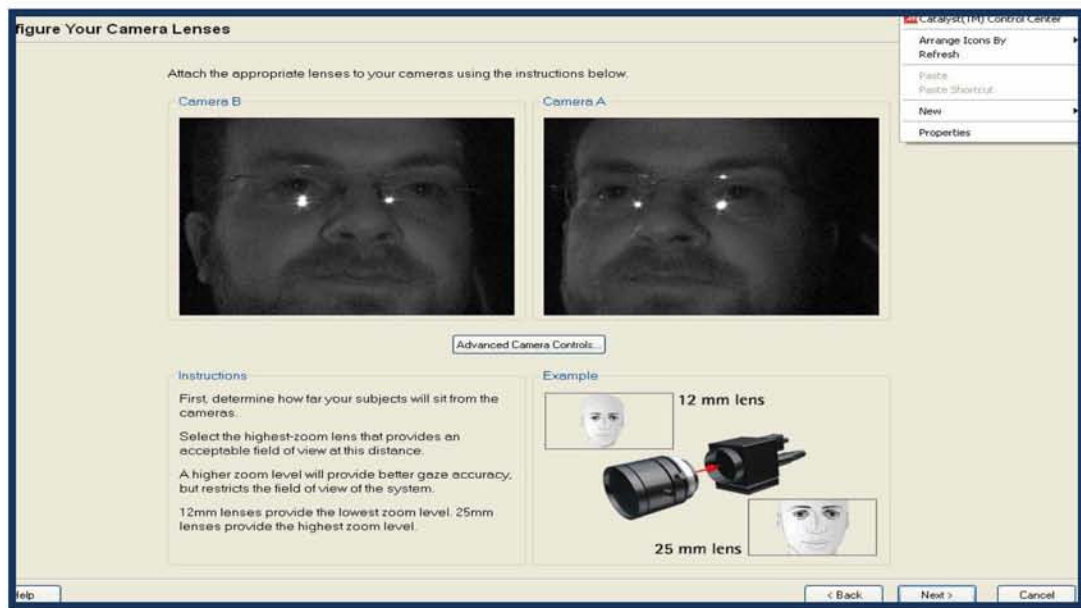 figure Your Camera Lenses
Catalyst(TM) Control Center
Arrange Icons By
Refresh
Paste
Paste Shortcut
New
Properties
Attach the appropriate lenses to your cameras using the instructions below.
Camera B
Camera A
Advanced Camera Controls...
Instructions
First, determine how far your subjects will sit from the
cameras.
Select the highest-zoom lens that provides an
acceptable field of view at this distance.
A higher zoom level will provide better gaze accuracy,
but restricts the field of view of the system.
12mm lenses provide the lowest zoom level. 25mm
lenses provide the highest zoom level.
Example
12 mm lens
25 mm lens
Help
< Back
Next >
Cancel